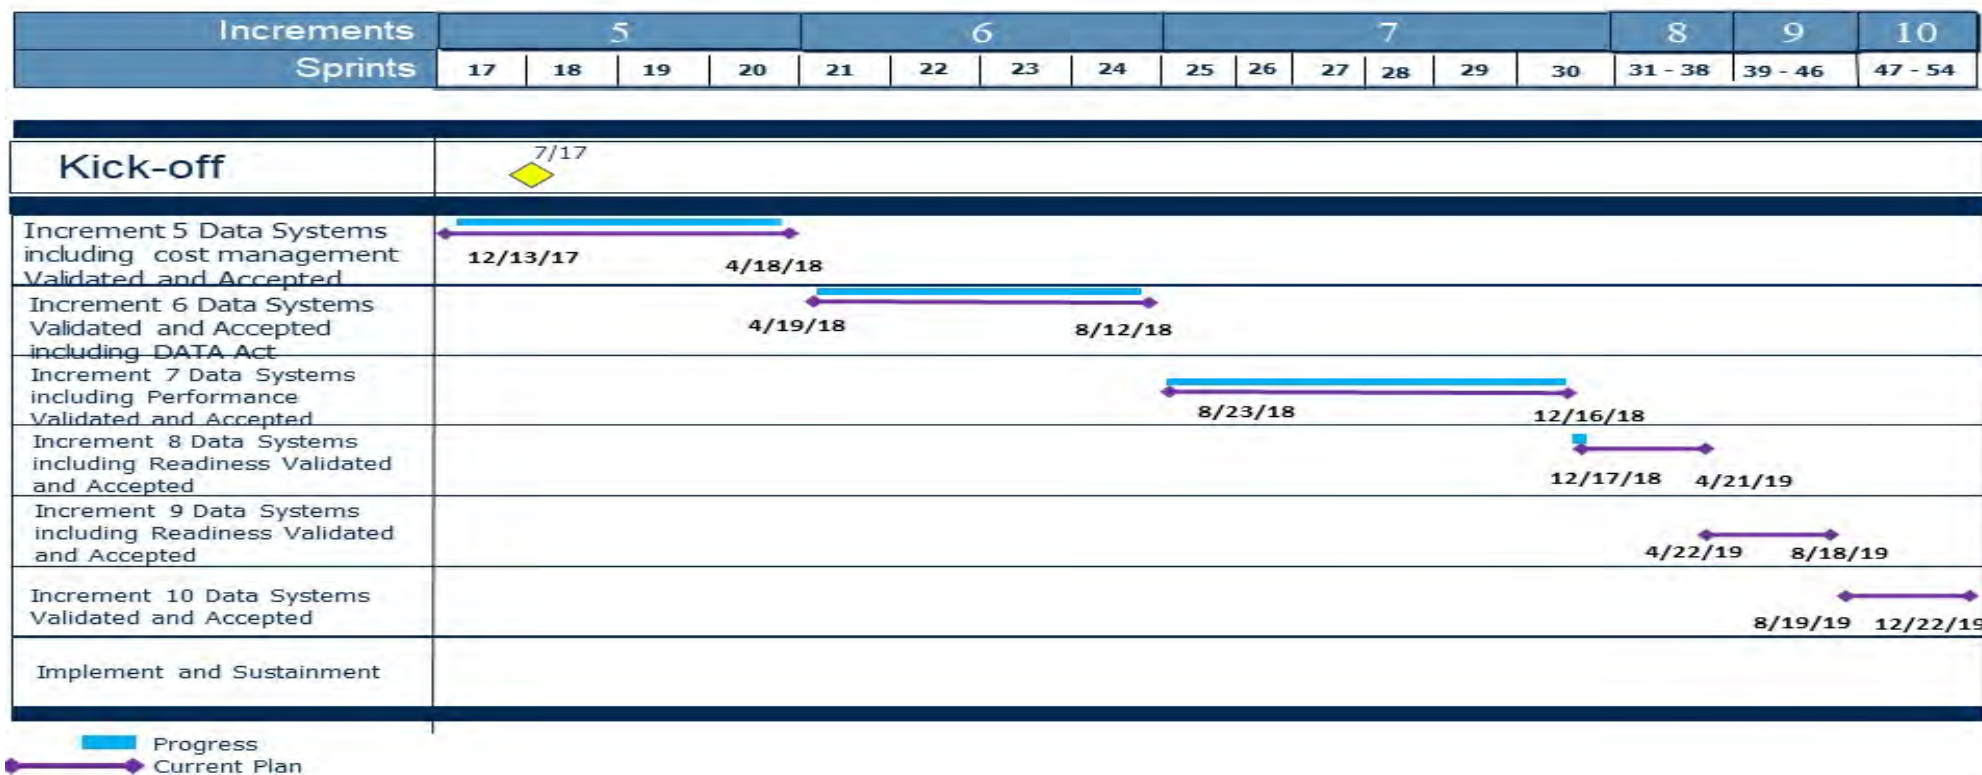 Increments 5 6 7 8 9 10
Sprints 17 18 19 20 21 22 23 24 25 26 27 28 29 30 31 - 38 39 - 46 47 - 54
Kick-off 7/17
Increment 5 Data Systems
including cost management
Validated and Accepted
12/13/17 4/18/18
Increment 6 Data Systems
Validated and Accepted
including DATA Act
4/19/18 8/12/18
Increment 7 Data Systems
including Performance
Validated and Accepted
8/23/18 12/16/18
Increment 8 Data Systems
including Readiness Validated
and Accepted
12/17/18 4/21/19
Increment 9 Data Systems
including Readiness Validated
and Accepted
4/22/19 8/18/19
Increment 10 Data Systems
Validated and Accepted
8/19/19 12/22/19
Implement and Sustainment
Progress
Current Plan